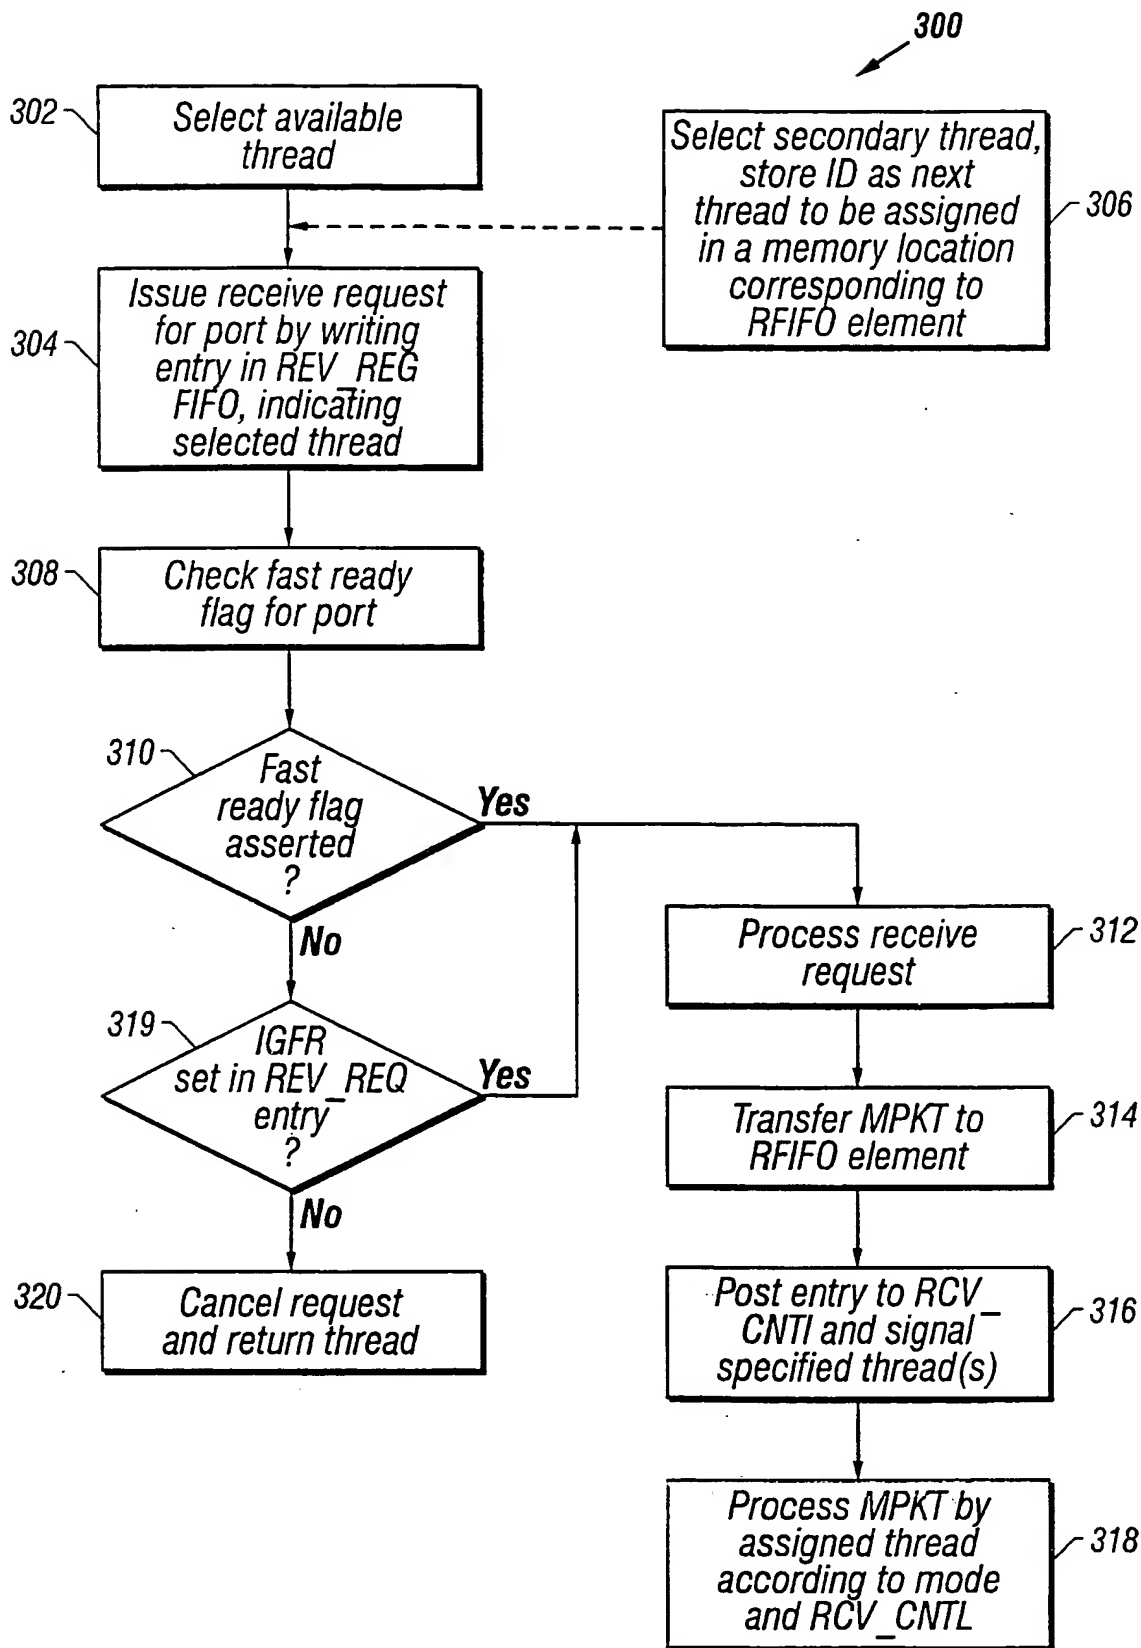 300
302
Select available
thread
Select secondary thread,
store ID as next
thread to be assigned
in a memory location
corresponding to
RFIFO element
306
304
Issue receive request
for port by writing
entry in REV_REG
FIFO, indicating
selected thread
308
Check fast ready
flag for port
310
Fast
ready flag
asserted
?
Yes
No
312
Process receive
request
319
IGFR
set in REV_REQ
entry
?
Yes
No
314
Transfer MPKT to
RFIFO element
320
Cancel request
and return thread
316
Post entry to RCV_
CNTI and signal
specified thread(s)
318
Process MPKT by
assigned thread
according to mode
and RCV_CNTL